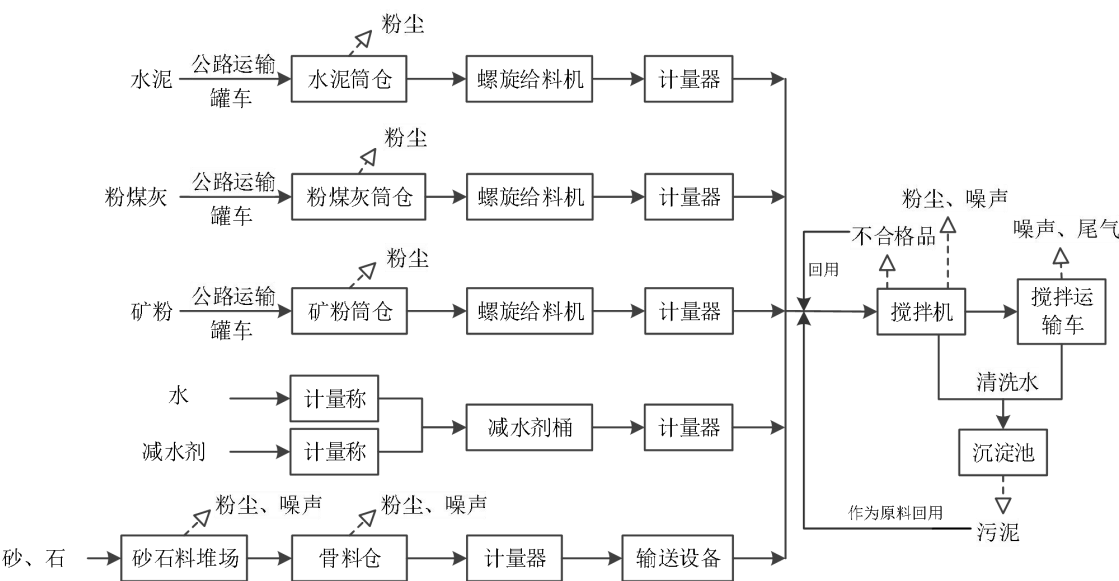 粉尘
水泥
公路运输
罐车
水泥筒仓
螺旋给料机
计量器
粉尘
粉煤灰
公路运输
罐车
粉煤灰筒仓
螺旋给料机
计量器
粉尘
矿粉
公路运输
罐车
矿粉筒仓
螺旋给料机
计量器
水
计量称
减水剂
计量称
减水剂桶
计量器
粉尘、噪声
粉尘、噪声
砂、石
砂石料堆场
骨料仓
计量器
输送设备
粉尘、噪声
不合格品
噪声、尾气
回用
搅拌机
搅拌运
输车
清洗水
沉淀池
作为原料回用
污泥